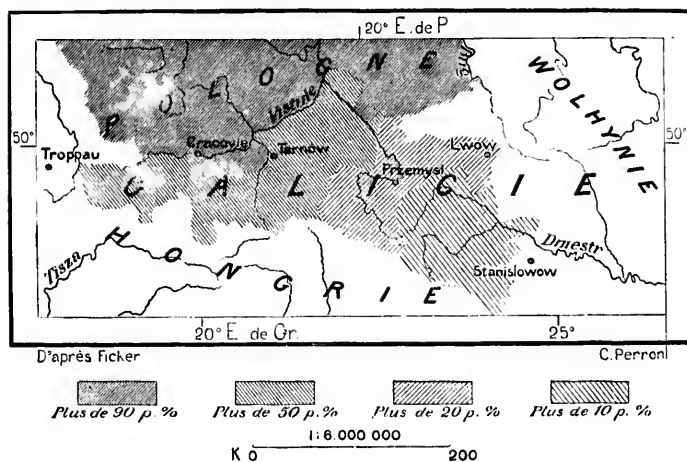 20° E. de P.
POLOGNE
WOLHYNIE
Vistule
50°
50°
Troppau
Cracovie
Tarnów
Lwów
Przemysl
GALICIE
Dniestr
Stanislowow
Tisza
HONGRIE
20° E. de Gr.
25°
D'après Ficker
C. Perron
Plus de 90 p. %
Plus de 50 p. %
Plus de 20 p. %
Plus de 10 p. %
1:6.000 000
K 0 200